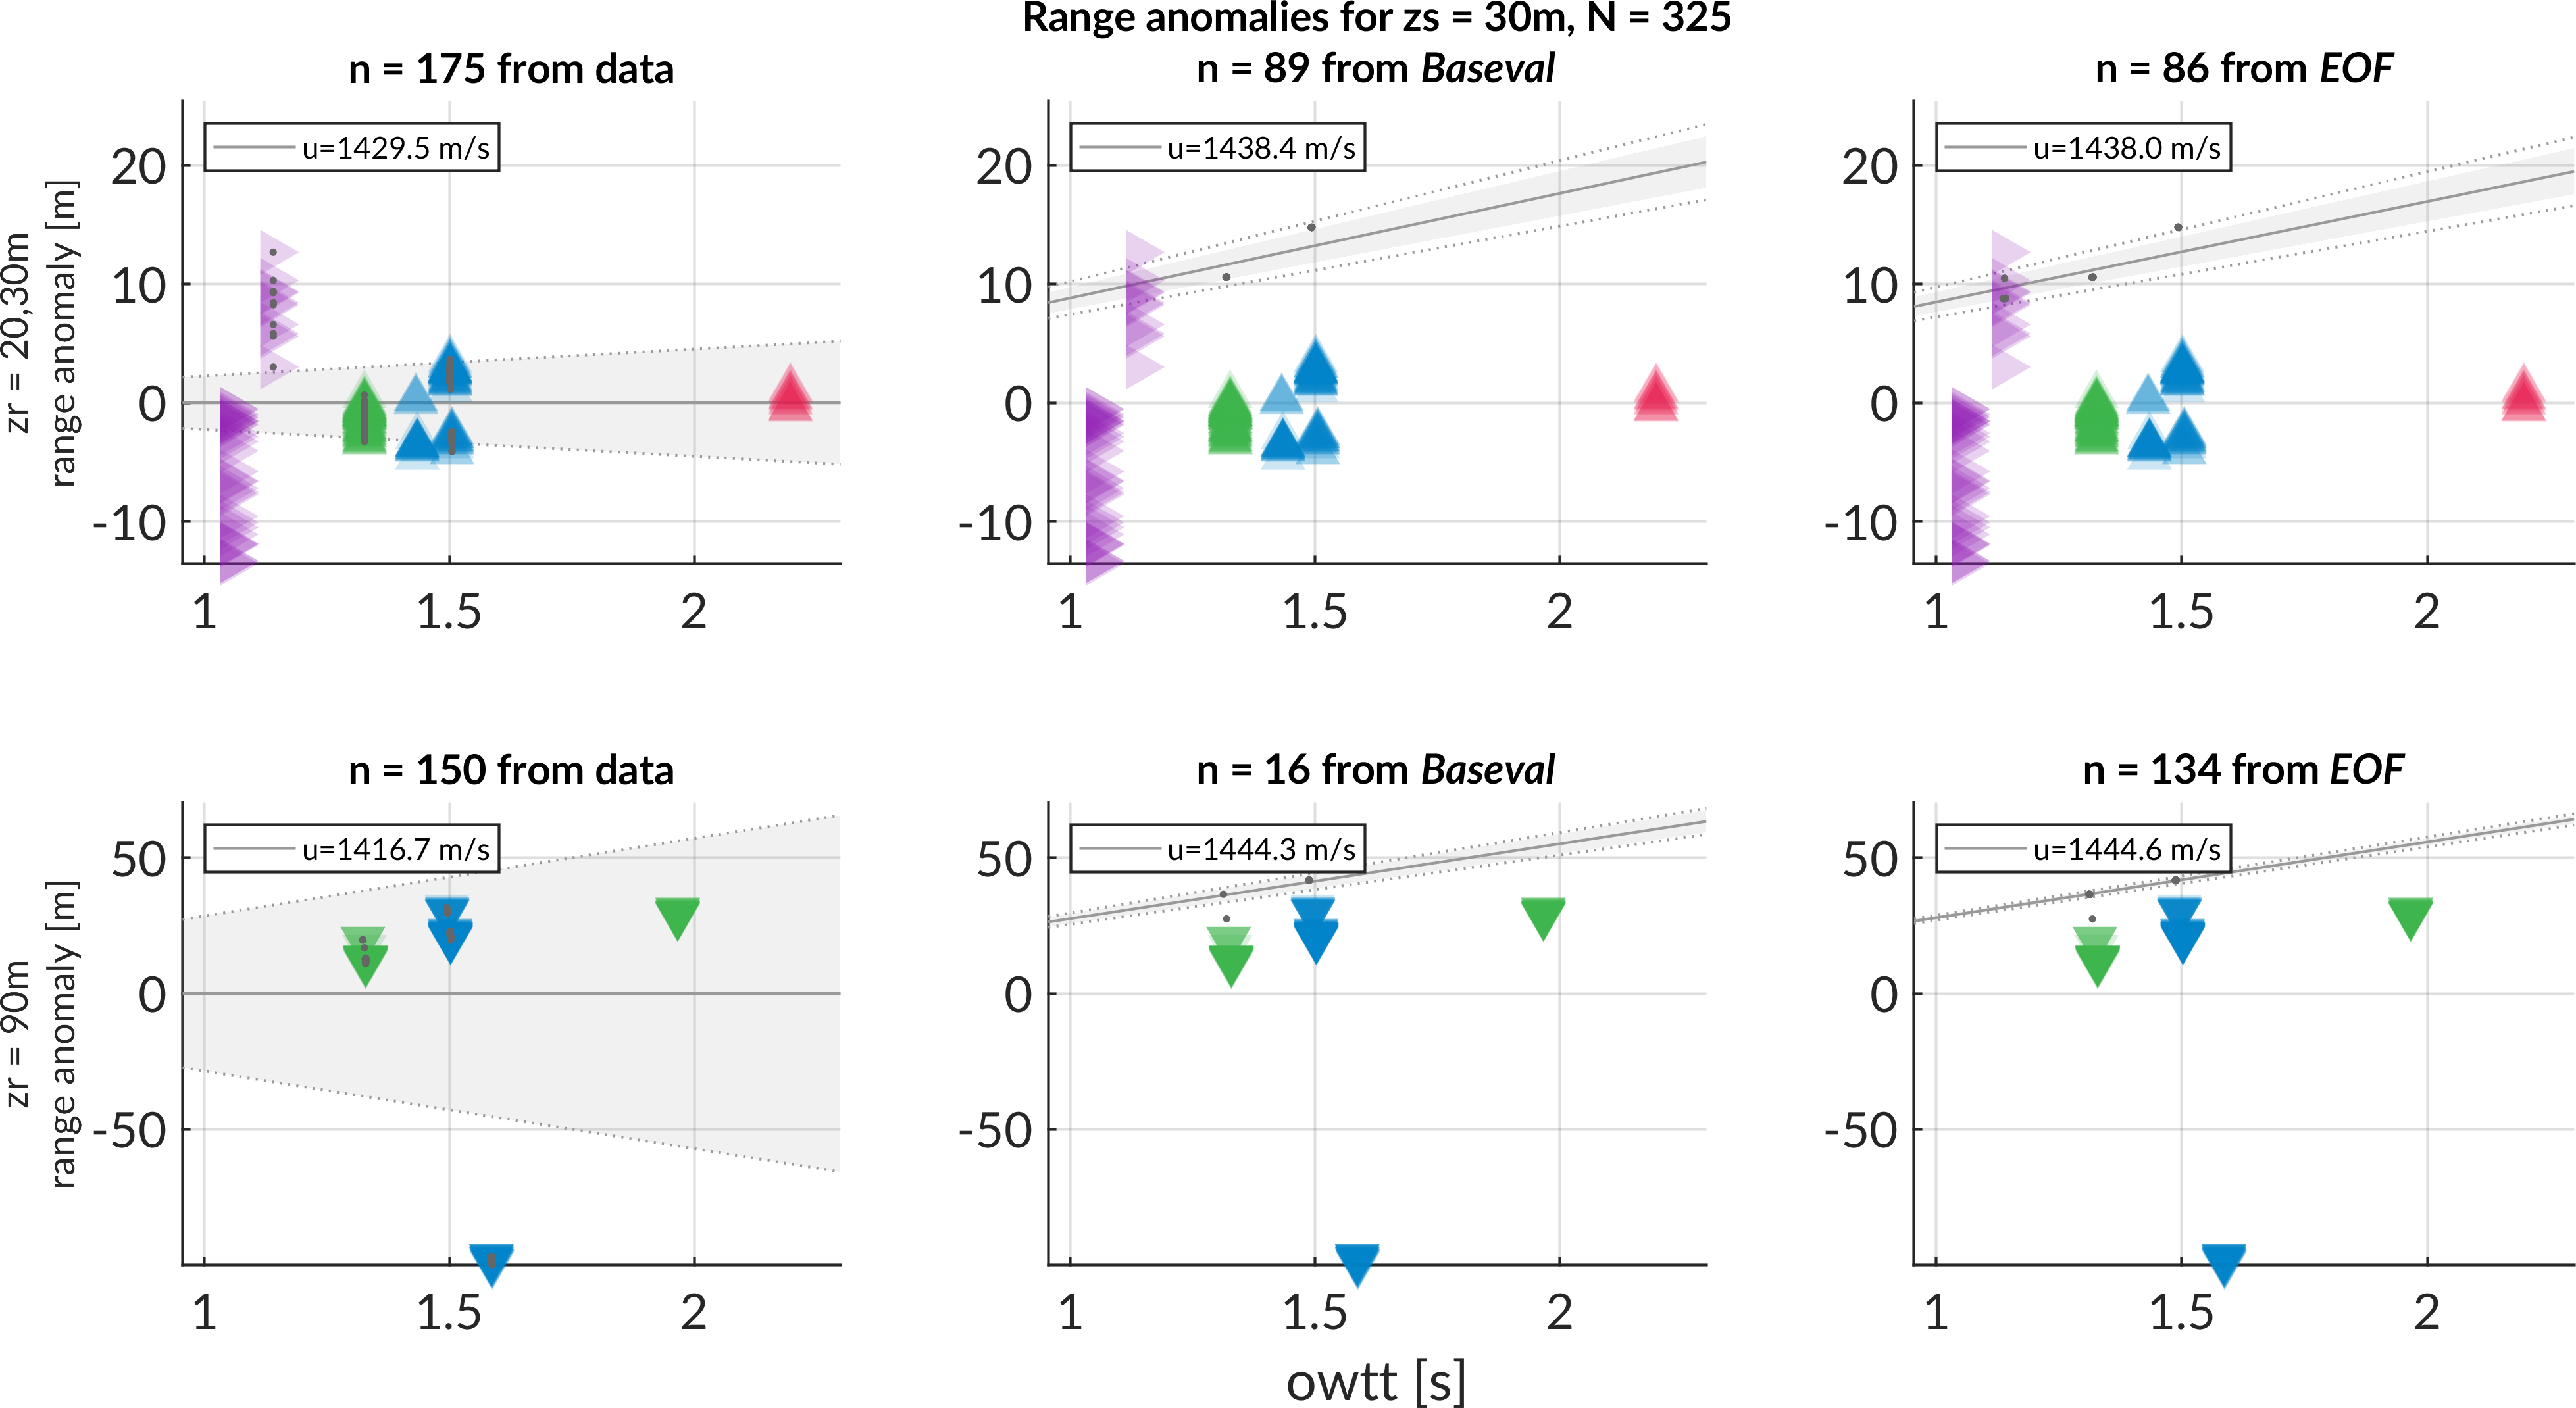 Range anomalies for zs = 30m, N = 325
n = 175 from data
n = 89 from Baseval
n = 86 from EOF
zr = 20,30m
range anomaly [m]
20
10
0
-10
u=1429.5 m/s
1
1.5
2
20
10
0
-10
u=1438.4 m/s
1
1.5
2
20
10
0
-10
u=1438.0 m/s
1
1.5
2
n = 150 from data
n = 16 from Baseval
n = 134 from EOF
zr = 90m
range anomaly [m]
50
0
-50
u=1416.7 m/s
1
1.5
2
50
0
-50
u=1444.3 m/s
1
1.5
2
50
0
-50
u=1444.6 m/s
1
1.5
2
owtt [s]